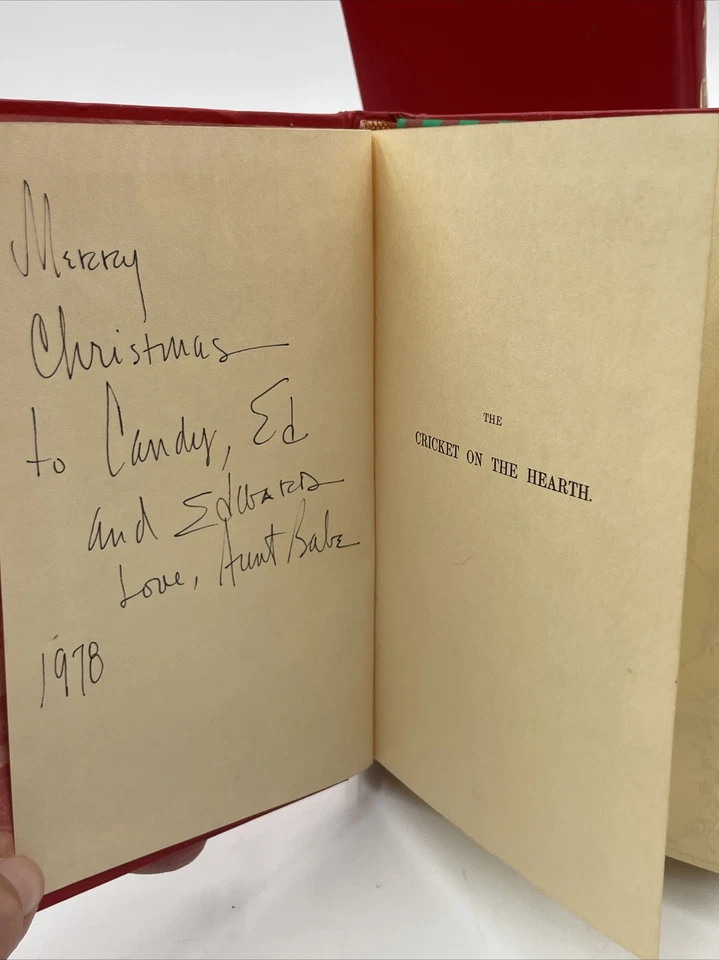 Merry
Christmas
to Candy, Ed
and Edward
Love, Aunt Babe
1978
THE
CRICKET ON THE HEARTH.